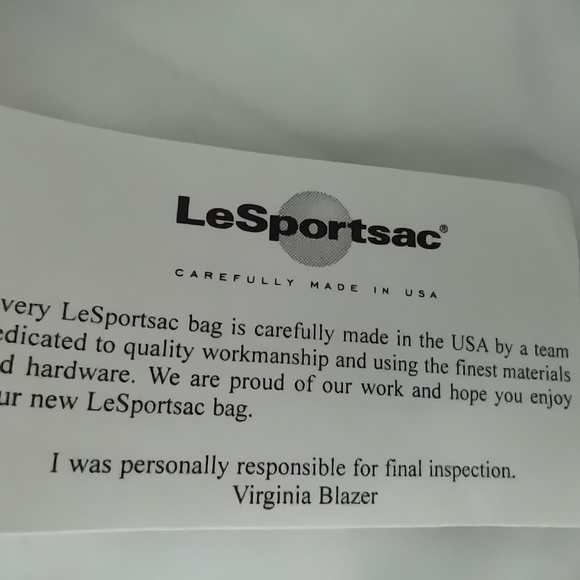 LeSportsac®
CAREFULLY MADE IN USA
very LeSportsac bag is carefully made in the USA by a team
edicated to quality workmanship and using the finest materials
d hardware. We are proud of our work and hope you enjoy
ur new LeSportsac bag.
I was personally responsible for final inspection.
Virginia Blazer